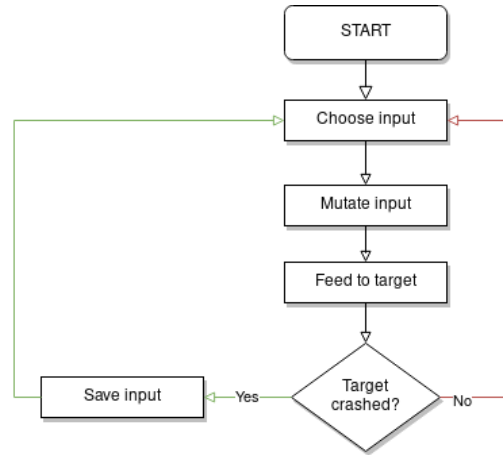 START
Choose input
Mutate input
Feed to target
Target
crashed?
Save input
Yes
No